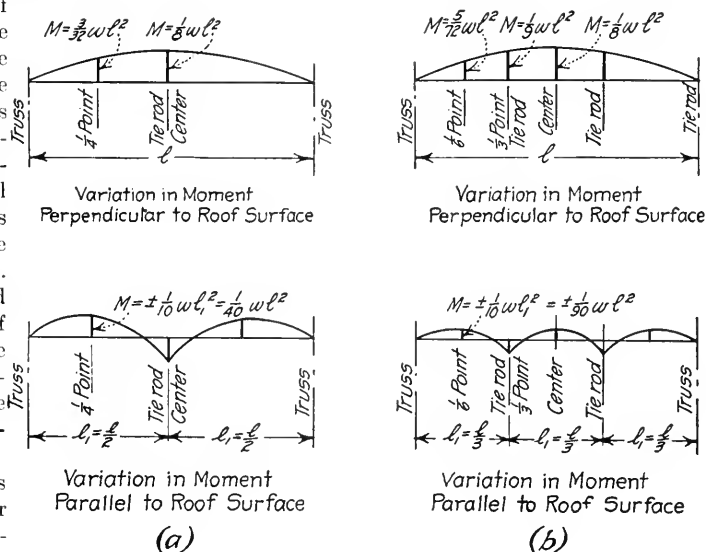 M=3/32 wl² M=1/8 wl²
Truss
1/4 Point
Tie rod
Center
Truss
l
Variation in Moment
Perpendicular to Roof Surface
M=5/72 wl² M=1/9 wl² M=1/8 wl²
Truss
1/6 Point
1/3 Point
Tie rod
Center
Tie rod
Tie rod
l
Variation in Moment
Perpendicular to Roof Surface
M=±1/10 wl₁²=1/40 wl²
Truss
1/4 Point
Tie rod
Center
Truss
l₁=l/2 l₁=l/2
Variation in Moment
Parallel to Roof Surface
(a)
M=±1/10 wl₁²=±1/90 wl²
Truss
1/6 Point
Tie rod
1/3 Point
Center
Tie rod
Truss
l₁=l/3 l₁=l/3 l₁=l/3
Variation in Moment
Parallel to Roof Surface
(b)